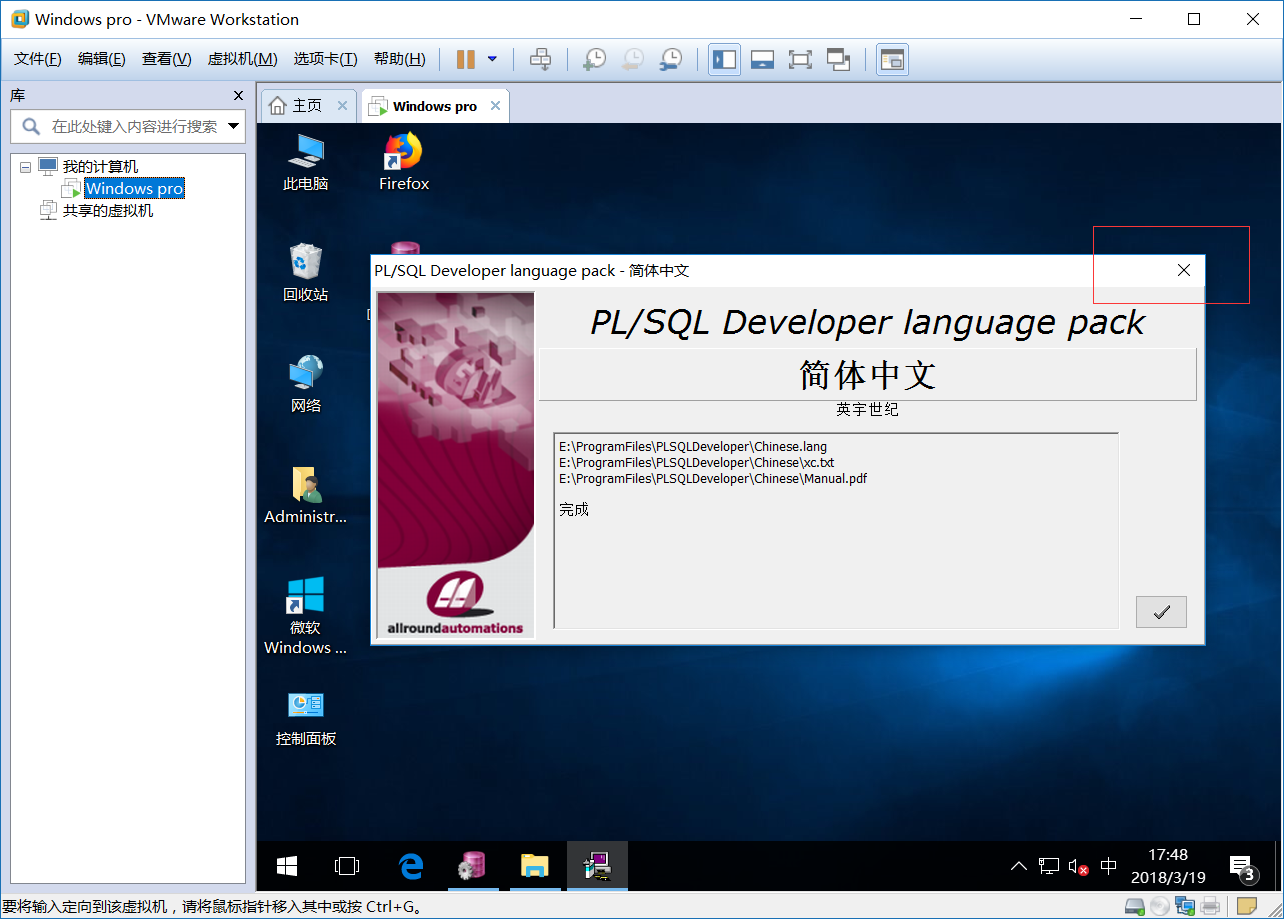 Windows pro - VMware Workstation
文件(F) 编辑(E) 查看(V) 虚拟机(M) 选项卡(T) 帮助(H)
库
在此处键入内容进行搜索
我的计算机
Windows pro
共享的虚拟机
主页
Windows pro
此电脑
Firefox
回收站
网络
Administr...
微软
Windows ...
控制面板
PL/SQL Developer language pack - 简体中文
PL/SQL Developer language pack
简体中文
英宇世纪
E:\ProgramFiles\PLSQLDeveloper\Chinese.lang
E:\ProgramFiles\PLSQLDeveloper\Chinese\xc.txt
E:\ProgramFiles\PLSQLDeveloper\Chinese\Manual.pdf
完成
allroundautomations
中
17:48
2018/3/19
3
要将输入定向到该虚拟机，请将鼠标指针移入其中或按 Ctrl+G。